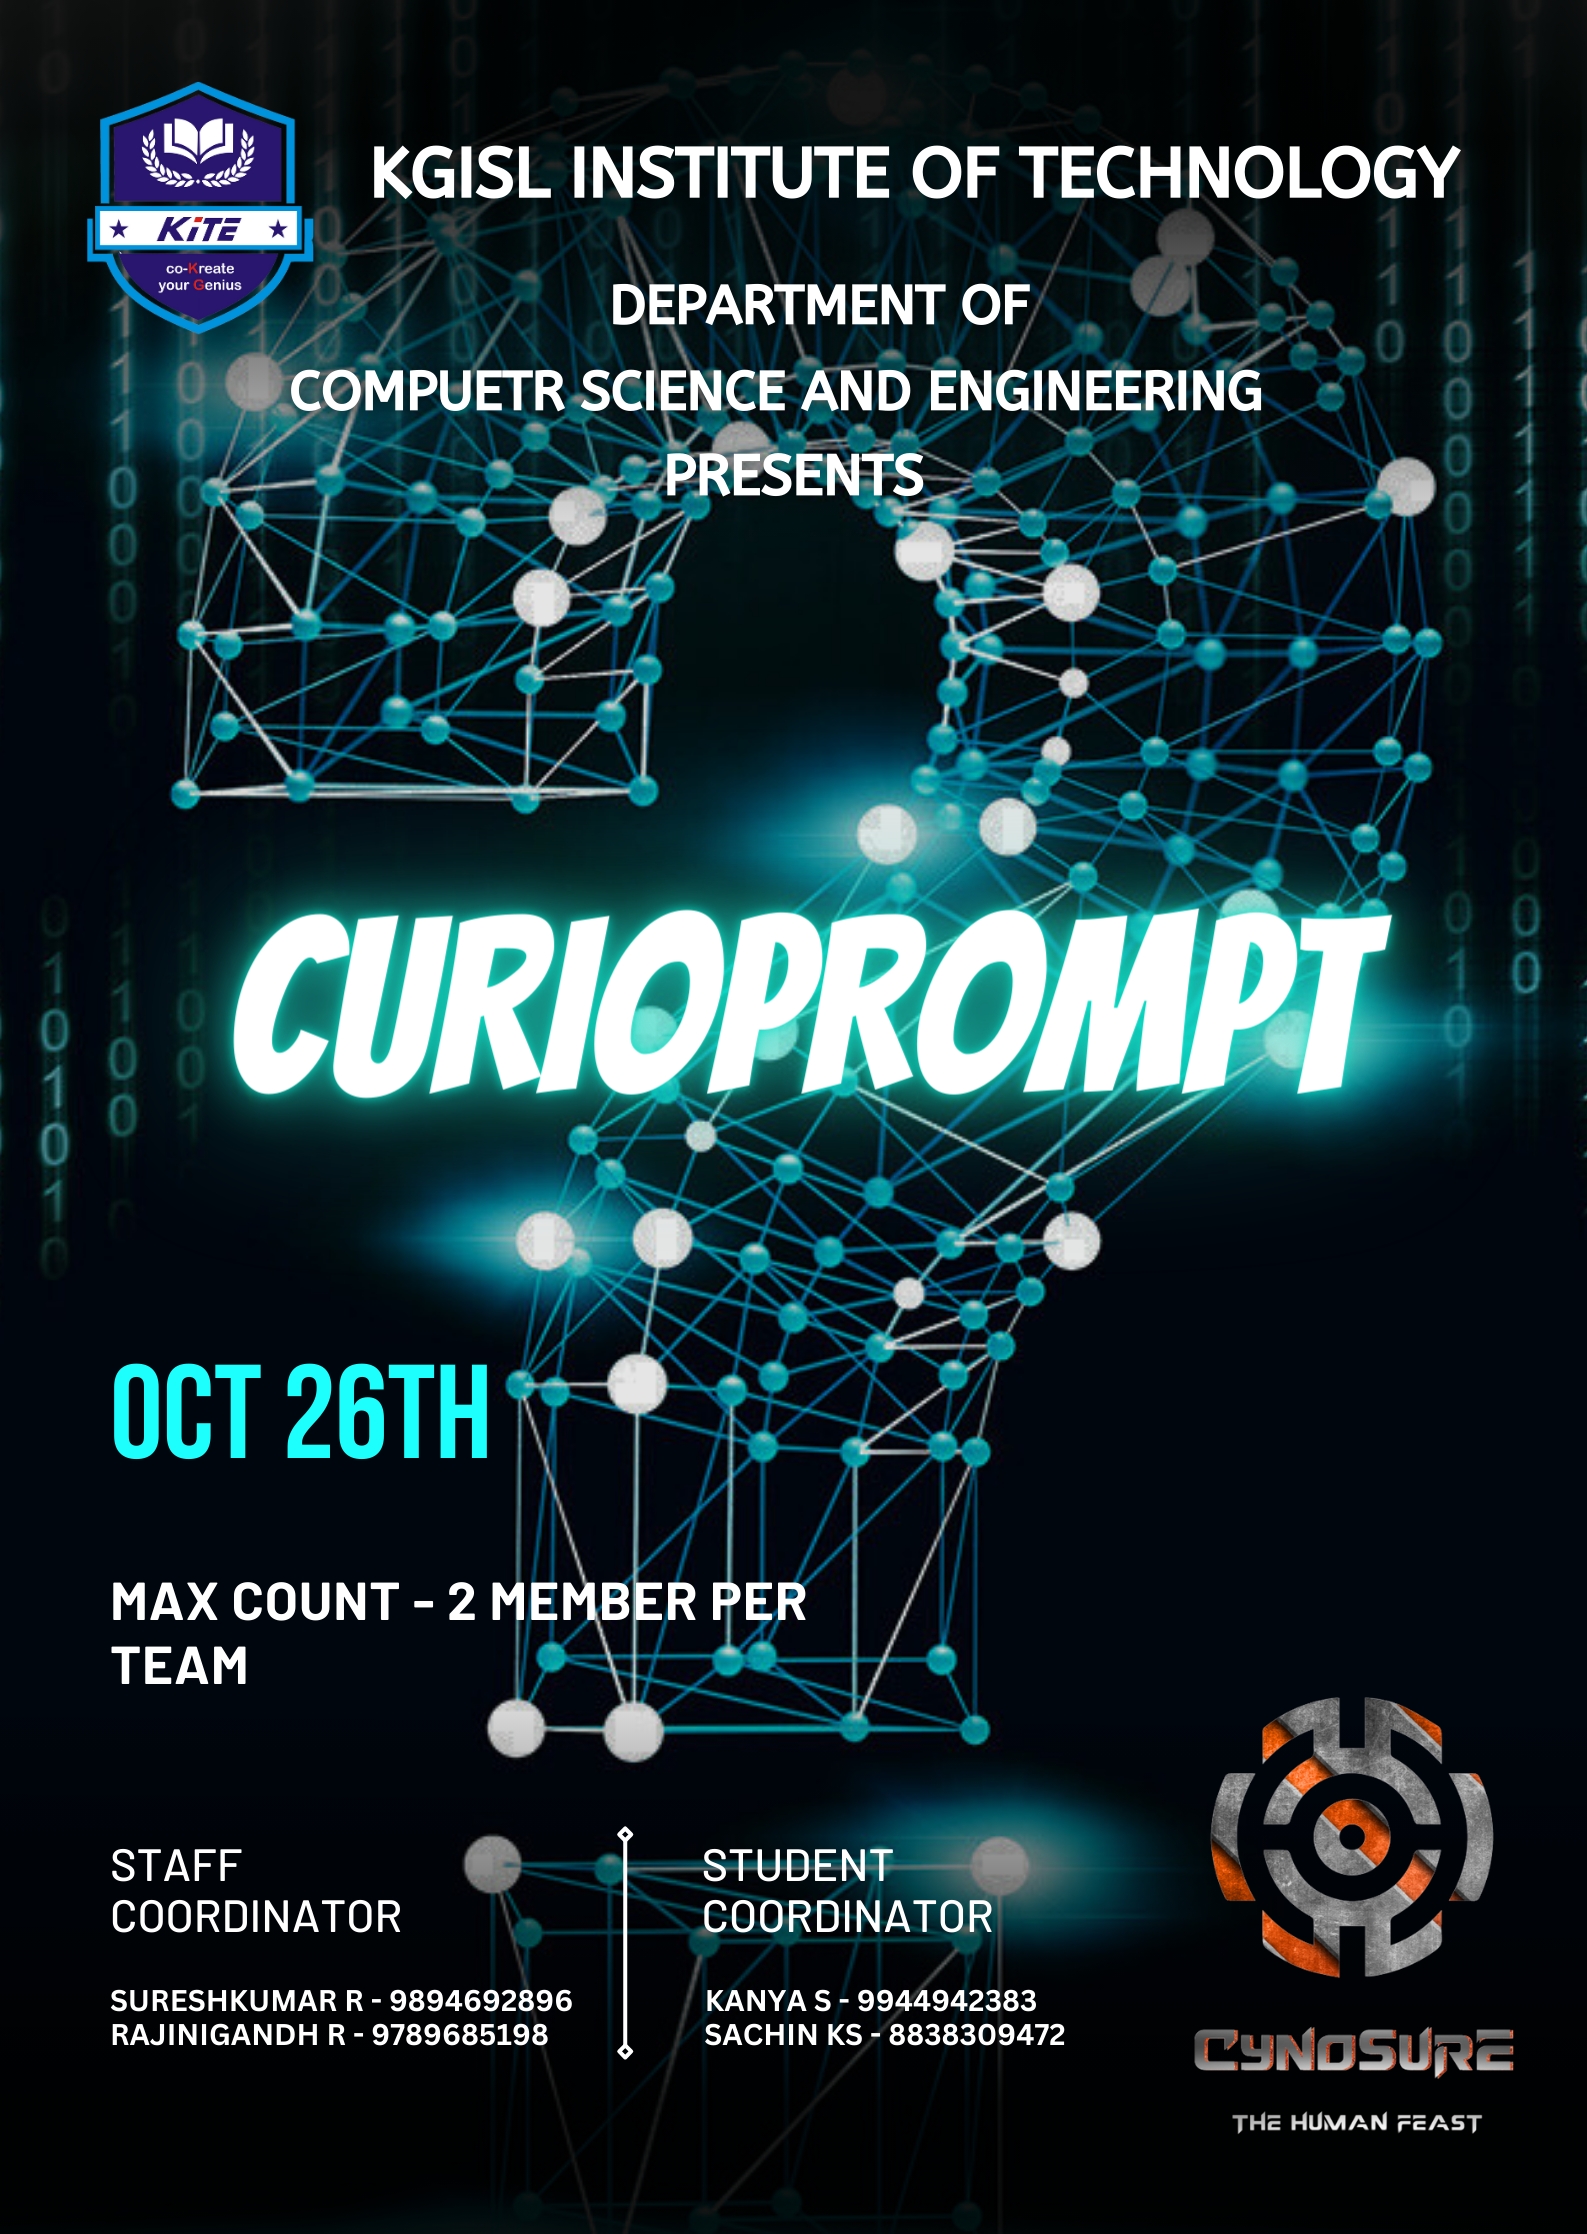 KiTE
co-Kreate
your Genius
KGISL INSTITUTE OF TECHNOLOGY
DEPARTMENT OF
COMPUETR SCIENCE AND ENGINEERING
PRESENTS
CURIOPROMPT
OCT 26TH
MAX COUNT - 2 MEMBER PER
TEAM
STAFF
COORDINATOR
SURESHKUMAR R - 9894692896
RAJINIGANDH R - 9789685198
STUDENT
COORDINATOR
KANYA S - 9944942383
SACHIN KS - 8838309472
CYNOSURE
THE HUMAN FEAST